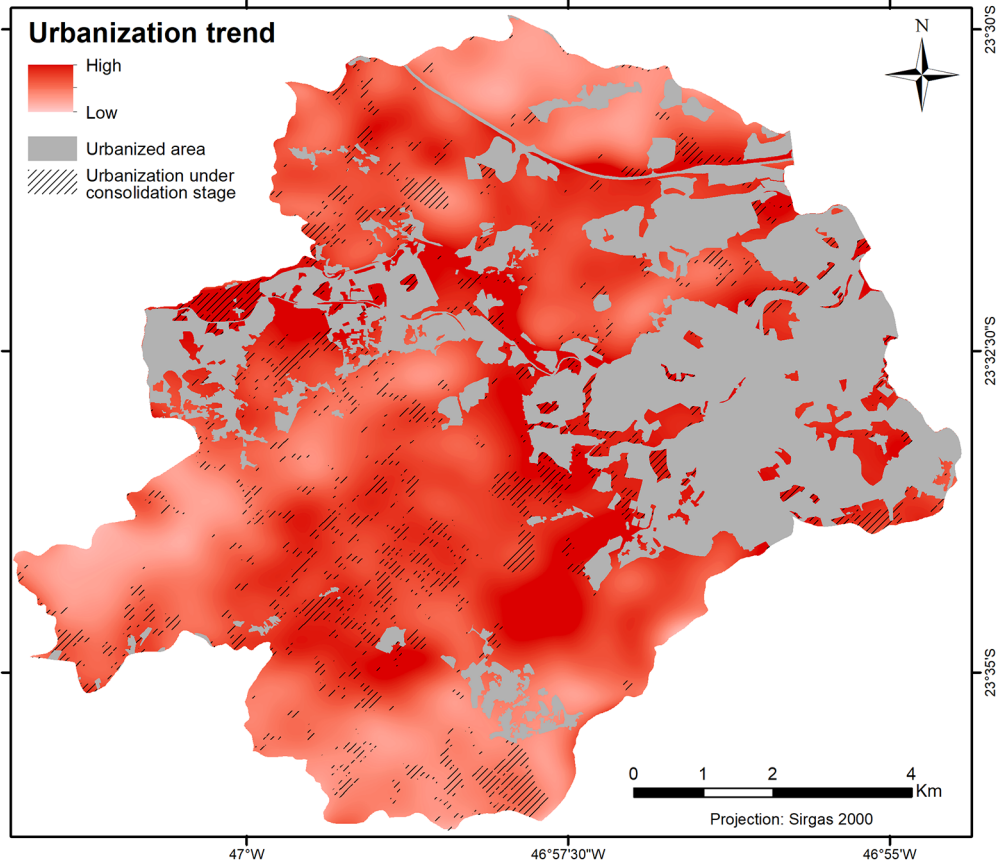 Urbanization trend
High
Low
Urbanized area
Urbanization under
consolidation stage
N
23°30'S
23°32'30"S
23°35'S
0 1 2 4
Km
Projection: Sirgas 2000
47°W
46°57'30"W
46°55'W